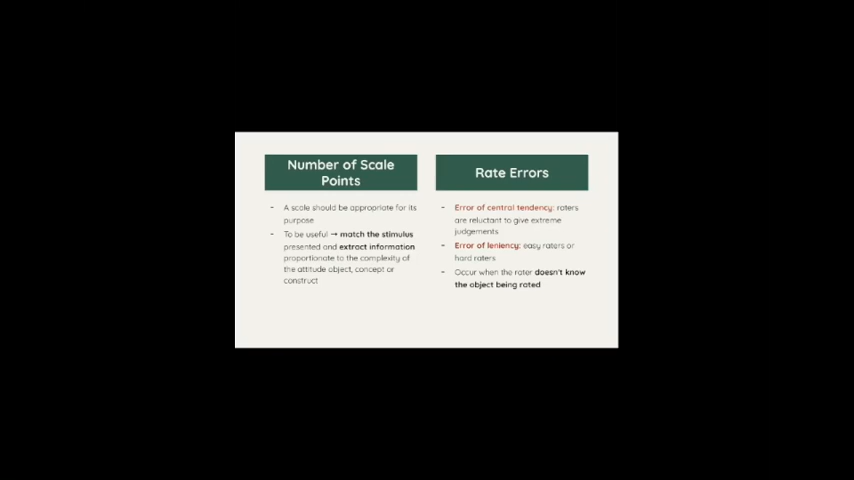 Number of Scale
Points
- A scale should be appropriate for its
purpose
- To be useful → match the stimulus
presented and extract information
proportionate to the complexity of
the attitude object, concept or
construct
Rate Errors
- Error of central tendency: raters
are reluctant to give extreme
judgements
- Error of leniency: easy raters or
hard raters
- Occur when the rater doesn't know
the object being rated